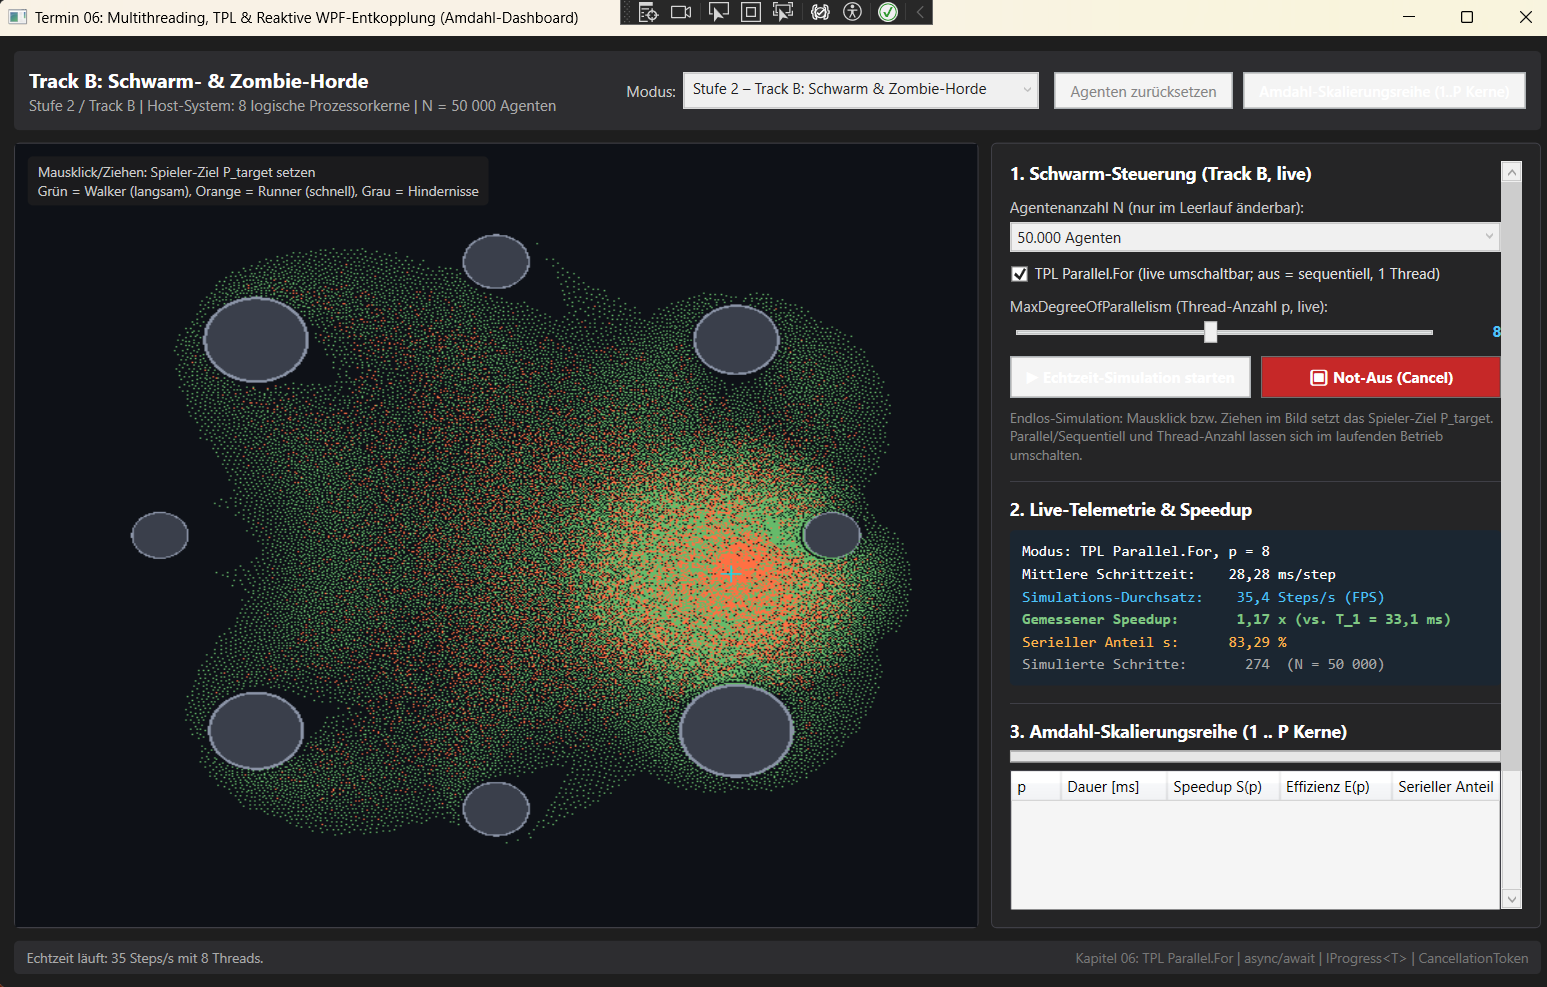 Termin 06: Multithreading, TPL & Reaktive WPF-Entkopplung (Amdahl-Dashboard)
Track B: Schwarm- & Zombie-Horde
Stufe 2 / Track B | Host-System: 8 logische Prozessorkerne | N = 50 000 Agenten
Modus:
Stufe 2 – Track B: Schwarm & Zombie-Horde
Agenten zurücksetzen
Amdahl-Skalierungsreihe (1..P Kerne)
Mausklick/Ziehen: Spieler-Ziel P_target setzen
Grün = Walker (langsam), Orange = Runner (schnell), Grau = Hindernisse
1. Schwarm-Steuerung (Track B, live)
Agentenanzahl N (nur im Leerlauf änderbar):
50.000 Agenten
TPL Parallel.For (live umschaltbar; aus = sequentiell, 1 Thread)
MaxDegreeOfParallelism (Thread-Anzahl p, live):
8
▶ Echtzeit-Simulation starten
Not-Aus (Cancel)
Endlos-Simulation: Mausklick bzw. Ziehen im Bild setzt das Spieler-Ziel P_target.
Parallel/Sequentiell und Thread-Anzahl lassen sich im laufenden Betrieb
umschalten.
2. Live-Telemetrie & Speedup
Modus: TPL Parallel.For, p = 8
Mittlere Schrittzeit: 28,28 ms/step
Simulations-Durchsatz: 35,4 Steps/s (FPS)
Gemessener Speedup: 1,17 x (vs. T_1 = 33,1 ms)
Serieller Anteil s: 83,29 %
Simulierte Schritte: 274 (N = 50 000)
3. Amdahl-Skalierungsreihe (1 .. P Kerne)
p Dauer [ms] Speedup S(p) Effizienz E(p) Serieller Anteil
Echtzeit läuft: 35 Steps/s mit 8 Threads.
Kapitel 06: TPL Parallel.For | async/await | IProgress<T> | CancellationToken